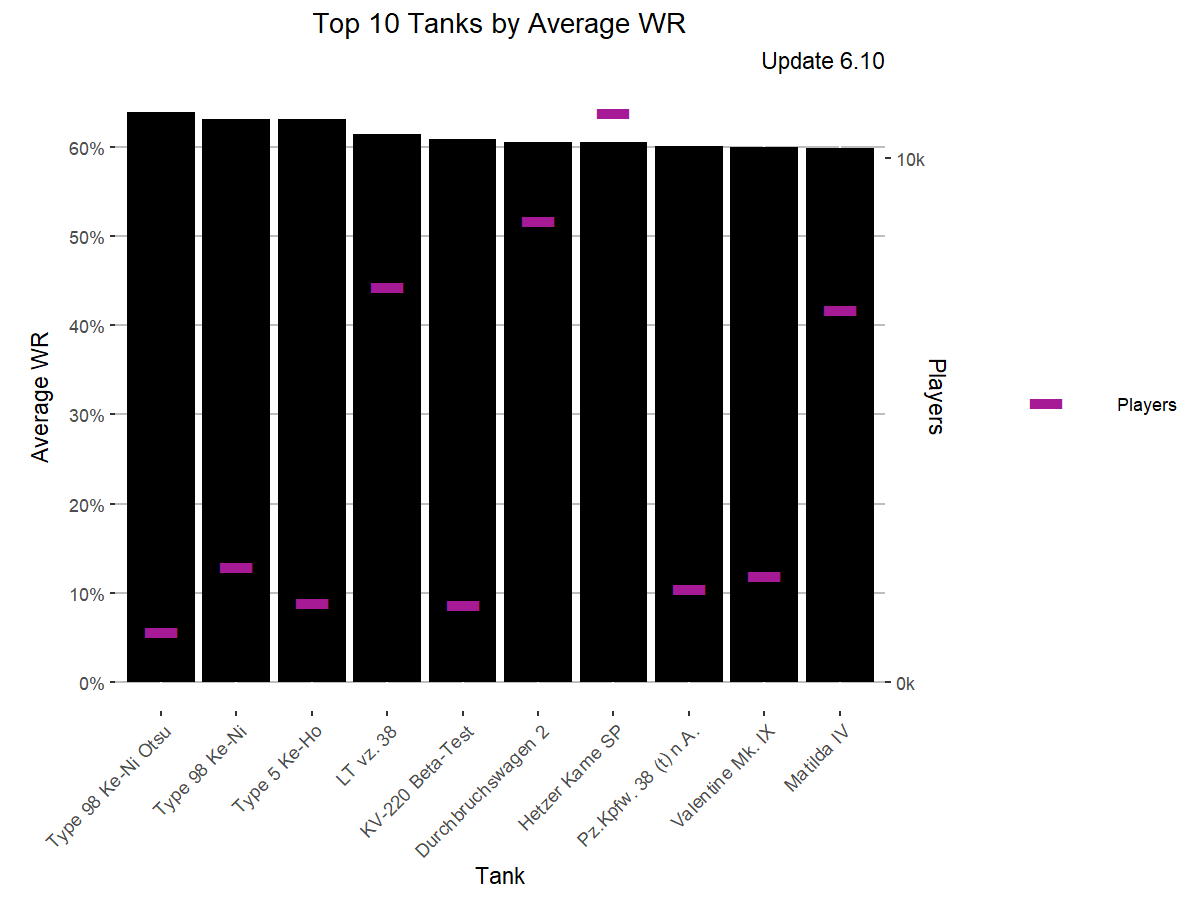 Top 10 Tanks by Average WR
Update 6.10
Average WR
60%
50%
40%
30%
20%
10%
0%
10k
0k
Players
Players
Type 98 Ke-Ni Otsu
Type 98 Ke-Ni
Type 5 Ke-Ho
LT vz. 38
KV-220 Beta-Test
Durchbruchswagen 2
Hetzer Kame SP
Pz.Kpfw. 38 (t) n.A.
Valentine Mk. IX
Matilda IV
Tank